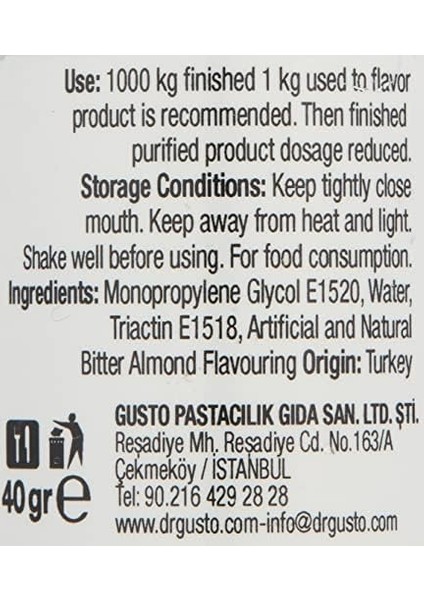 Use: 1000 kg finished 1 kg used to flavor
product is recommended. Then finished
purified product dosage reduced.
Storage Conditions: Keep tightly close
mouth. Keep away from heat and light.
Shake well before using. For food consumption.
Ingredients: Monopropylene Glycol E1520, Water,
Triactin E1518, Artificial and Natural
Bitter Almond Flavouring Origin: Turkey
GUSTO PASTACILIK GIDA SAN. LTD. ŞTİ.
Reşadiye Mh. Reşadiye Cd. No.163/A
Çekmeköy / İSTANBUL
Tel: 90.216 429 28 28
www.drgusto.com-info@drgusto.com
40 gr e